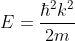 E = \frac{\hbar^2 k^2}{2m}